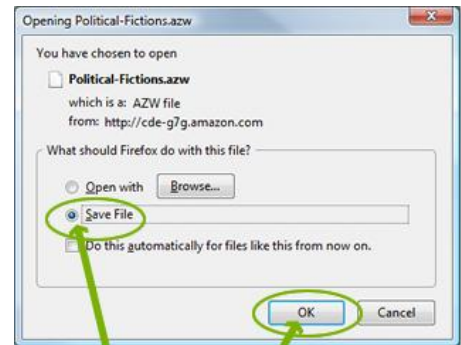 Opening Political-Fictions.azw
You have chosen to open
Political-Fictions.azw
which is a: AZW file
from: http://cde-g7g.amazon.com
What should Firefox do with this file?
Open with Browse...
Save File
Do this automatically for files like this from now on.
OK Cancel